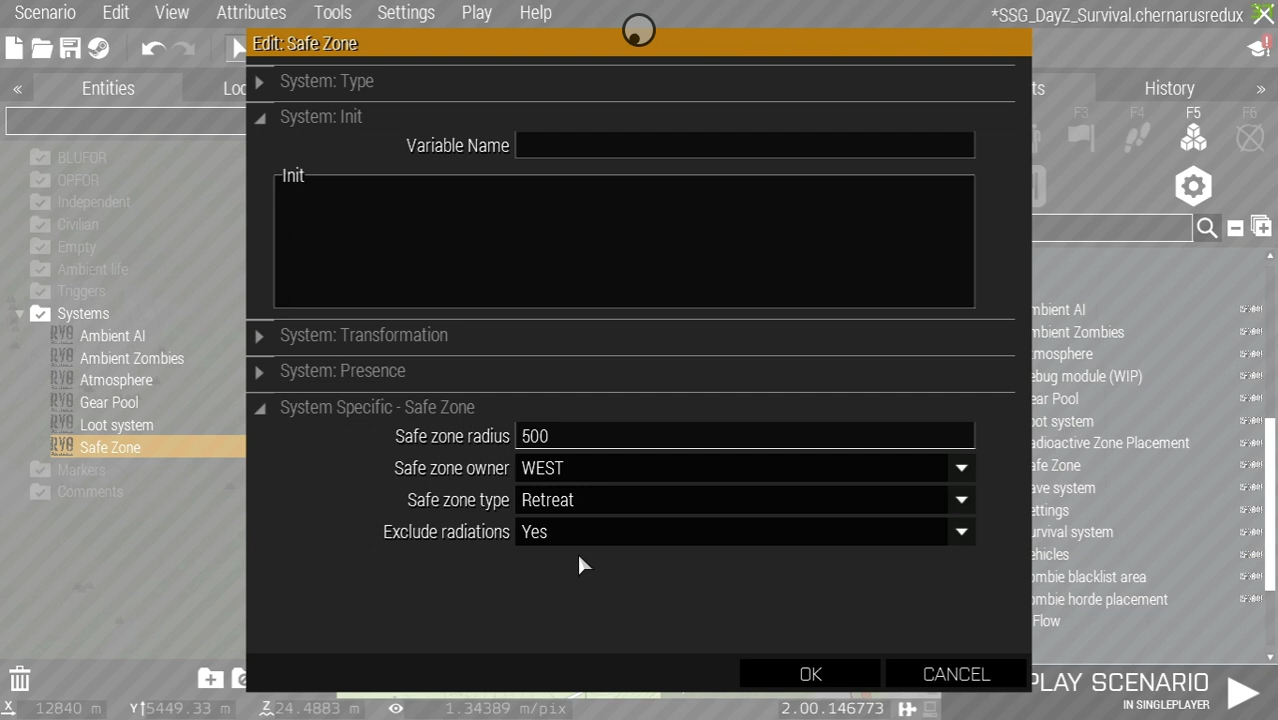 Scenario Edit View Attributes Tools Settings Play Help *SSG_DayZ_Survival.chernarusredux
Edit: Safe Zone
Entities
History
System: Type
F3 F4 F5 F6
System: Init
Variable Name
Init
BLUFOR
OPFOR
Independent
Civilian
Empty
Ambient life
Triggers
Systems
Ambient AI
Ambient Zombies
Atmosphere
Gear Pool
Loot system
Safe Zone
Markers
Comments
System: Transformation
System: Presence
System Specific - Safe Zone
Safe zone radius 500
Safe zone owner WEST
Safe zone type Retreat
Exclude radiations Yes
OK CANCEL
mbient AI
mbient Zombies
tmosphere
ebug module (WIP)
ear Pool
oot system
adioactive Zone Placement
afe Zone
ave system
ettings
urvival system
ehicles
ombie blacklist area
ombie horde placement
Flow
PLAY SCENARIO
IN SINGLEPLAYER
X 12840 m Y 5449.33 m Z 24.4883 m 1.34389 m/pix 2.00.146773